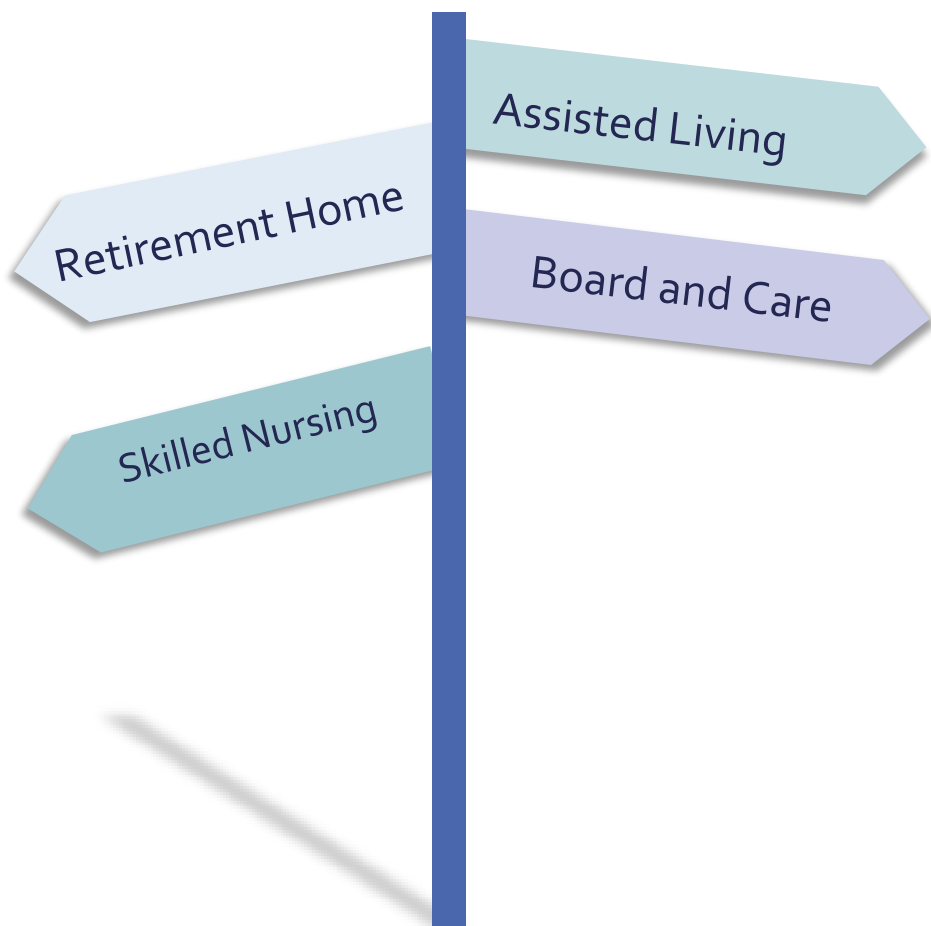 Assisted Living
Retirement Home
Board and Care
Skilled Nursing